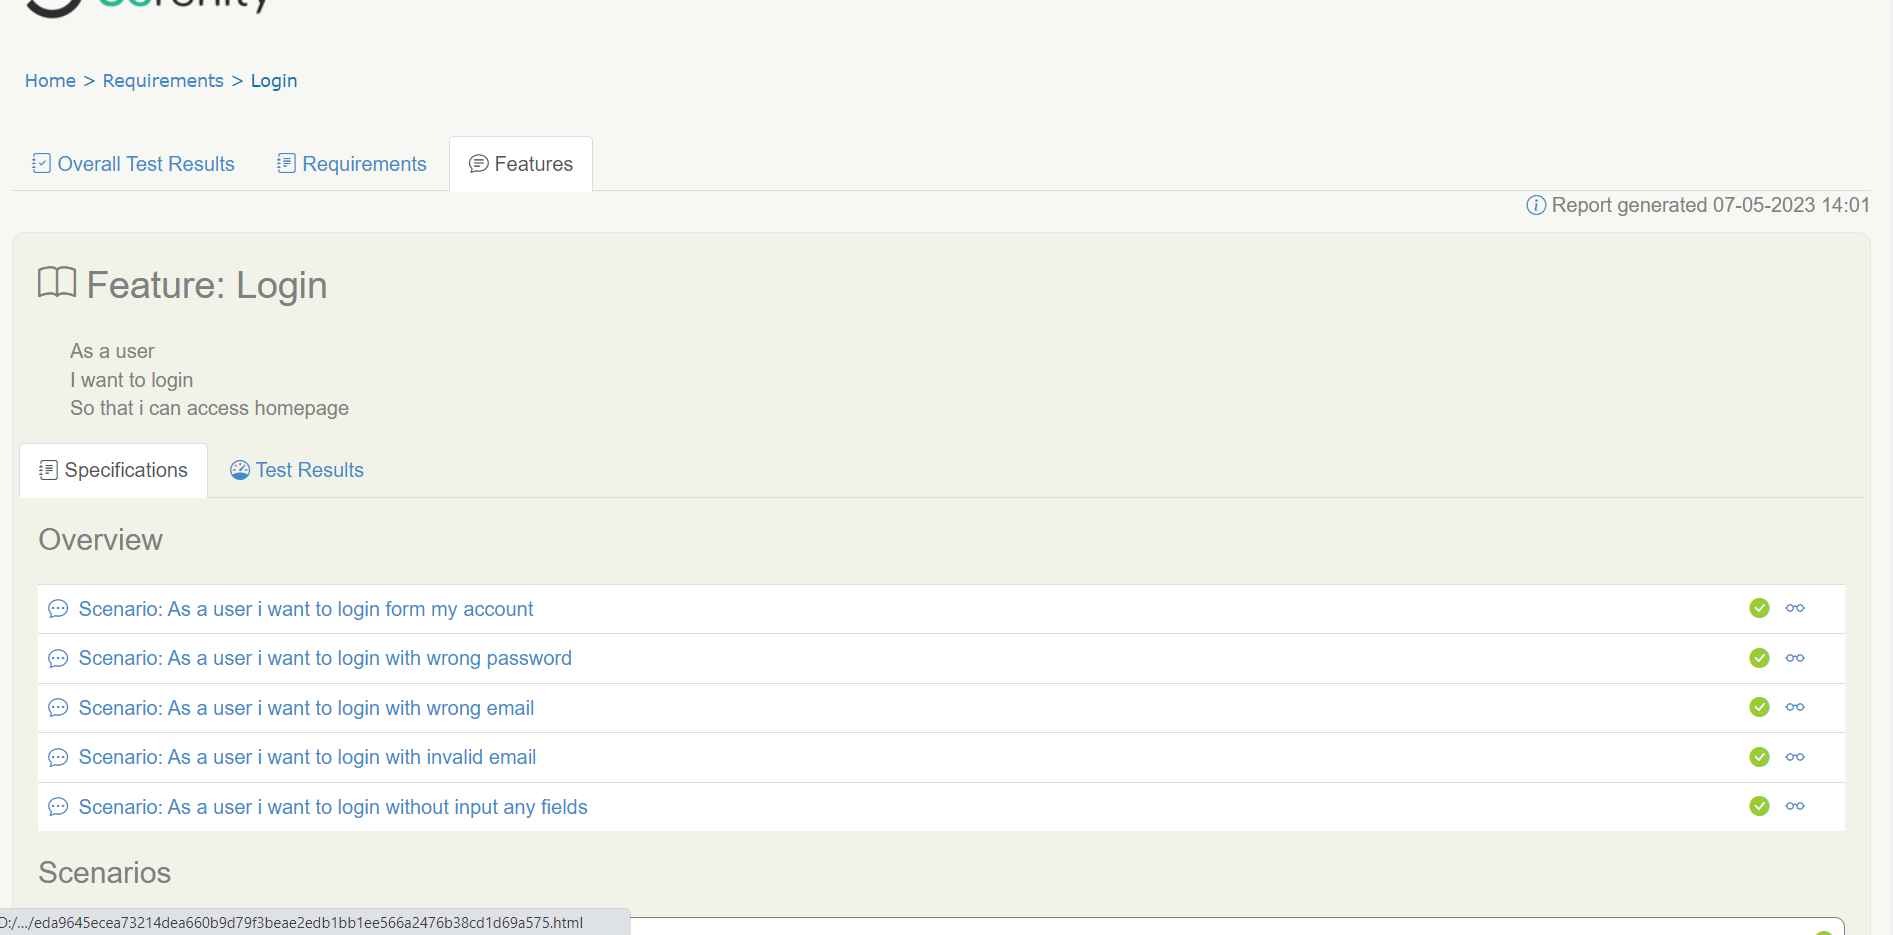 Serenity
Home > Requirements > Login
Overall Test Results
Requirements
Features
Report generated 07-05-2023 14:01
Feature: Login
As a user
I want to login
So that i can access homepage
Specifications
Test Results
Overview
Scenario: As a user i want to login form my account
Scenario: As a user i want to login with wrong password
Scenario: As a user i want to login with wrong email
Scenario: As a user i want to login with invalid email
Scenario: As a user i want to login without input any fields
Scenarios
D:/.../eda9645ecea73214dea660b9d79f3beae2edb1bb1ee566a2476b38cd1d69a575.html